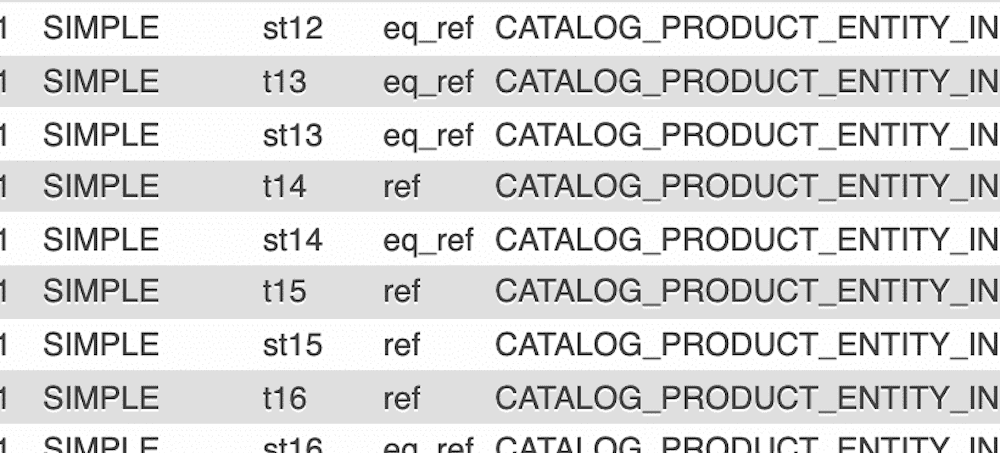 1 SIMPLE st12 eq_ref CATALOG_PRODUCT_ENTITY_IN
1 SIMPLE t13 eq_ref CATALOG_PRODUCT_ENTITY_IN
1 SIMPLE st13 eq_ref CATALOG_PRODUCT_ENTITY_IN
1 SIMPLE t14 ref CATALOG_PRODUCT_ENTITY_IN
1 SIMPLE st14 eq_ref CATALOG_PRODUCT_ENTITY_IN
1 SIMPLE t15 ref CATALOG_PRODUCT_ENTITY_IN
1 SIMPLE st15 ref CATALOG_PRODUCT_ENTITY_IN
1 SIMPLE t16 ref CATALOG_PRODUCT_ENTITY_IN
1 SIMPLE st16 eq_ref CATALOG_PRODUCT_ENTITY_IN